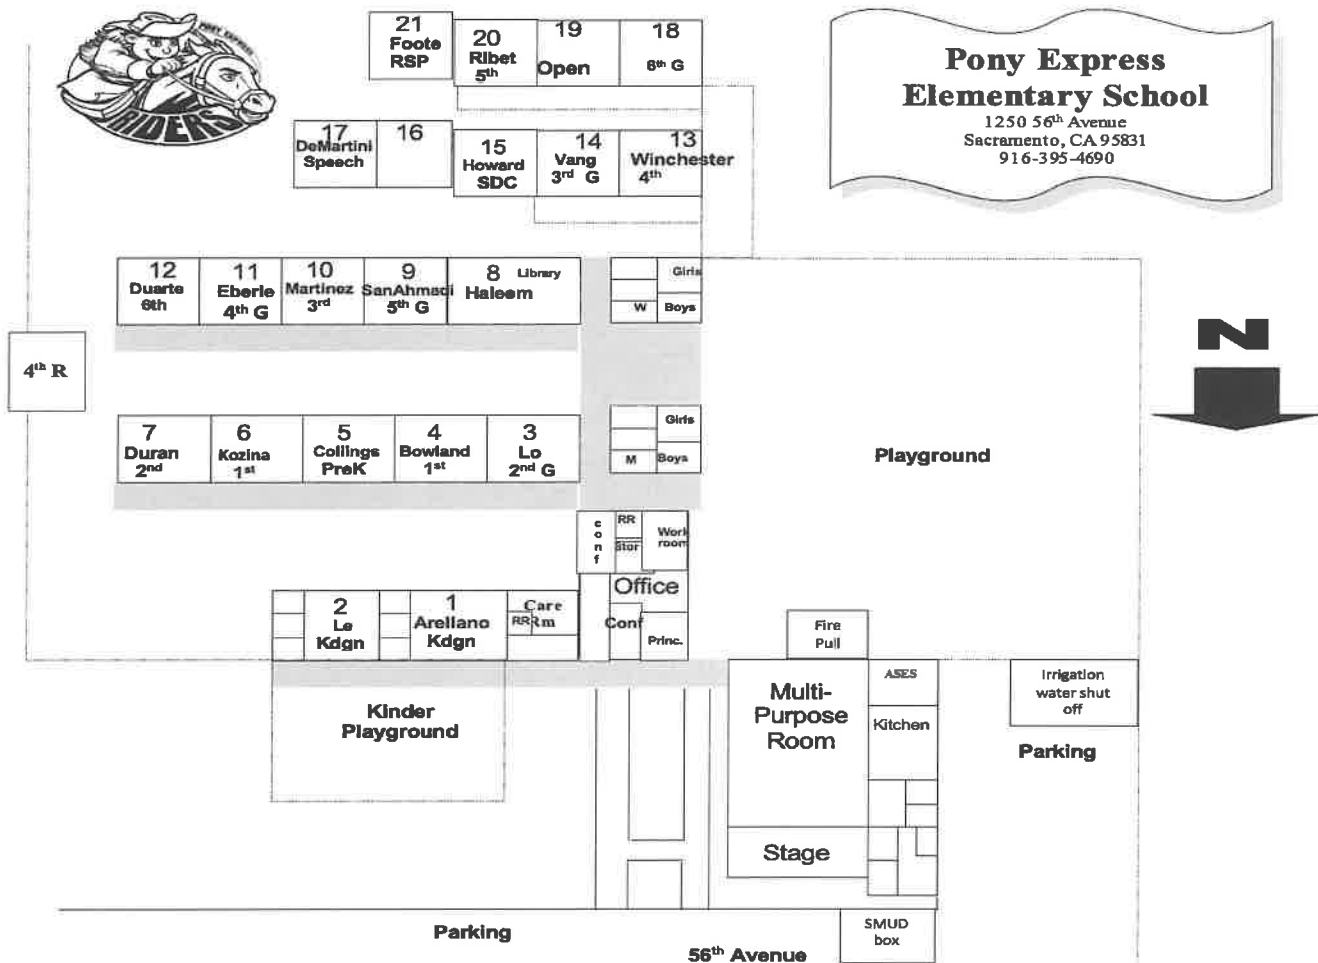 PONY EXPRESS
RIDERS
Pony Express
Elementary School
1250 56th Avenue
Sacramento, CA 95831
916-395-4690
21
Foote
RSP
20
Ribet
5th
19
Open
18
6th G
17
DeMartini
Speech
16
15
Howard
SDC
14
Vang
3rd G
13
Winchester
4th
12
Duarte
6th
11
Eberle
4th G
10
Martinez
3rd
9
SanAhmadi
5th G
8 Library
Haleem
Girls
W
Boys
4th R
N
7
Duran
2nd
6
Kozina
1st
5
Collings
PreK
4
Bowland
1st
3
Lo
2nd G
Girls
M
Boys
Playground
conf
RR
Stor
Work
room
Office
Conf
Princ.
2
Le
Kdgn
1
Arellano
Kdgn
Care
RR
Rm
Fire
Pull
Kinder
Playground
Multi-
Purpose
Room
ASES
Kitchen
Irrigation
water shut
off
Parking
Stage
Parking
56th Avenue
SMUD
box